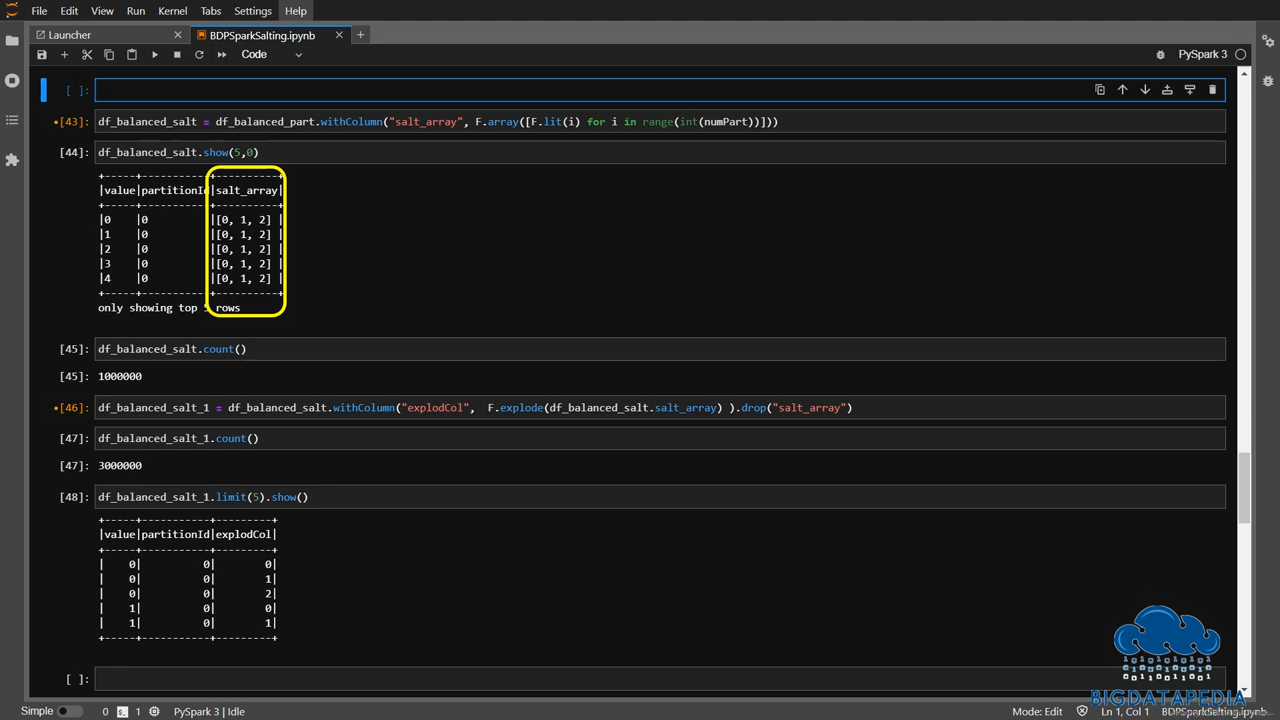 File Edit View Run Kernel Tabs Settings Help
Launcher
BDPSparkSalting.ipynb
Code
PySpark 3
[ ]:
[43]: df_balanced_salt = df_balanced_part.withColumn("salt_array", F.array([F.lit(i) for i in range(int(numPart))]))
[44]: df_balanced_salt.show(5,0)
+-----+-----------+----------+
|value|partitionId|salt_array|
+-----+-----------+----------+
|0    |0          |[0, 1, 2] |
|1    |0          |[0, 1, 2] |
|2    |0          |[0, 1, 2] |
|3    |0          |[0, 1, 2] |
|4    |0          |[0, 1, 2] |
+-----+-----------+----------+
only showing top 5 rows
[45]: df_balanced_salt.count()
[45]: 1000000
[46]: df_balanced_salt_1 = df_balanced_salt.withColumn("explodCol",  F.explode(df_balanced_salt.salt_array) ).drop("salt_array")
[47]: df_balanced_salt_1.count()
[47]: 3000000
[48]: df_balanced_salt_1.limit(5).show()
+-----+-----------+---------+
|value|partitionId|explodCol|
+-----+-----------+---------+
|    0|          0|        0|
|    0|          0|        1|
|    0|          0|        2|
|    1|          0|        0|
|    1|          0|        1|
+-----+-----------+---------+
[ ]:
BIGDATAPEDIA
Simple 0 1 PySpark 3 | Idle Mode: Edit Ln 1, Col 1 BDPSparkSalting.ipynb